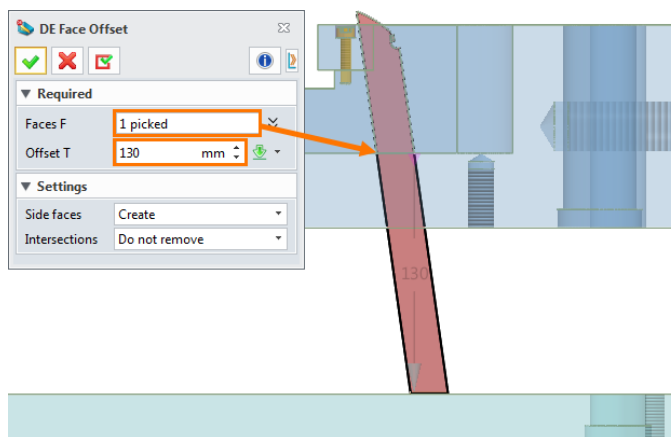 DE Face Offset
Required
Faces F 1 picked
Offset T 130 mm
Settings
Side faces Create
Intersections Do not remove
130